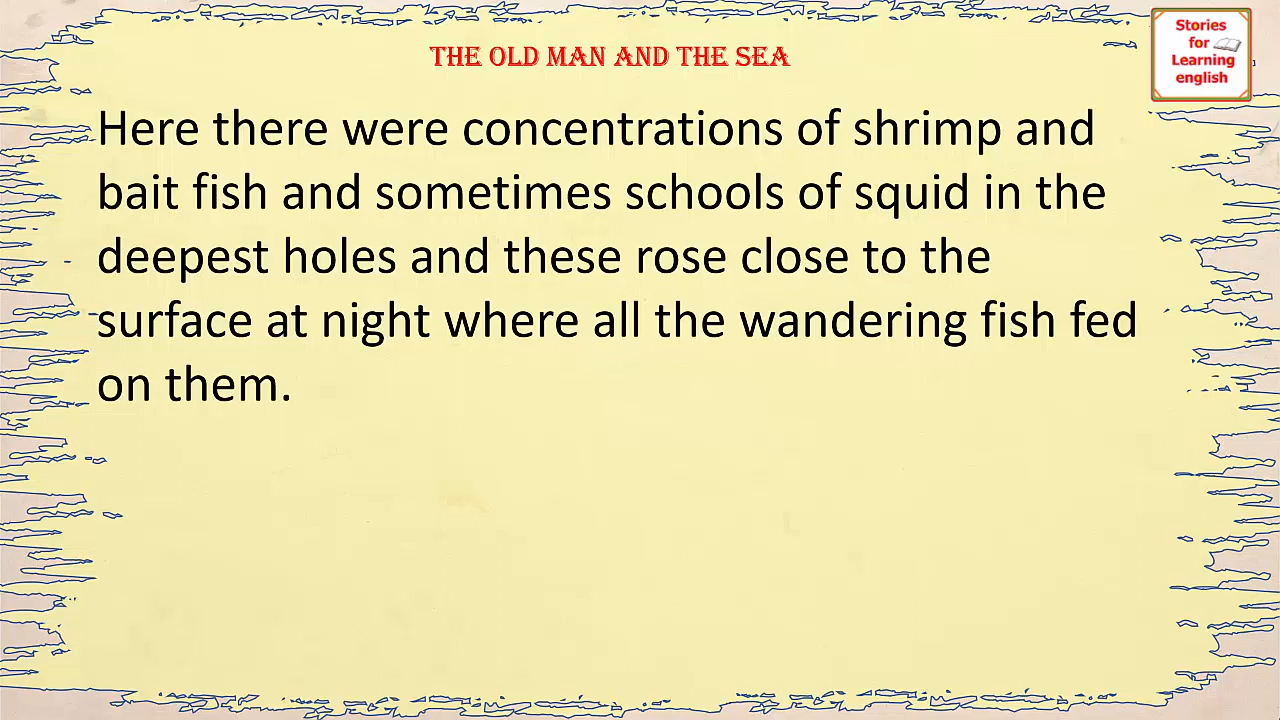 THE OLD MAN AND THE SEA
Stories
for
Learning
english
Here there were concentrations of shrimp and
bait fish and sometimes schools of squid in the
deepest holes and these rose close to the
surface at night where all the wandering fish fed
on them.